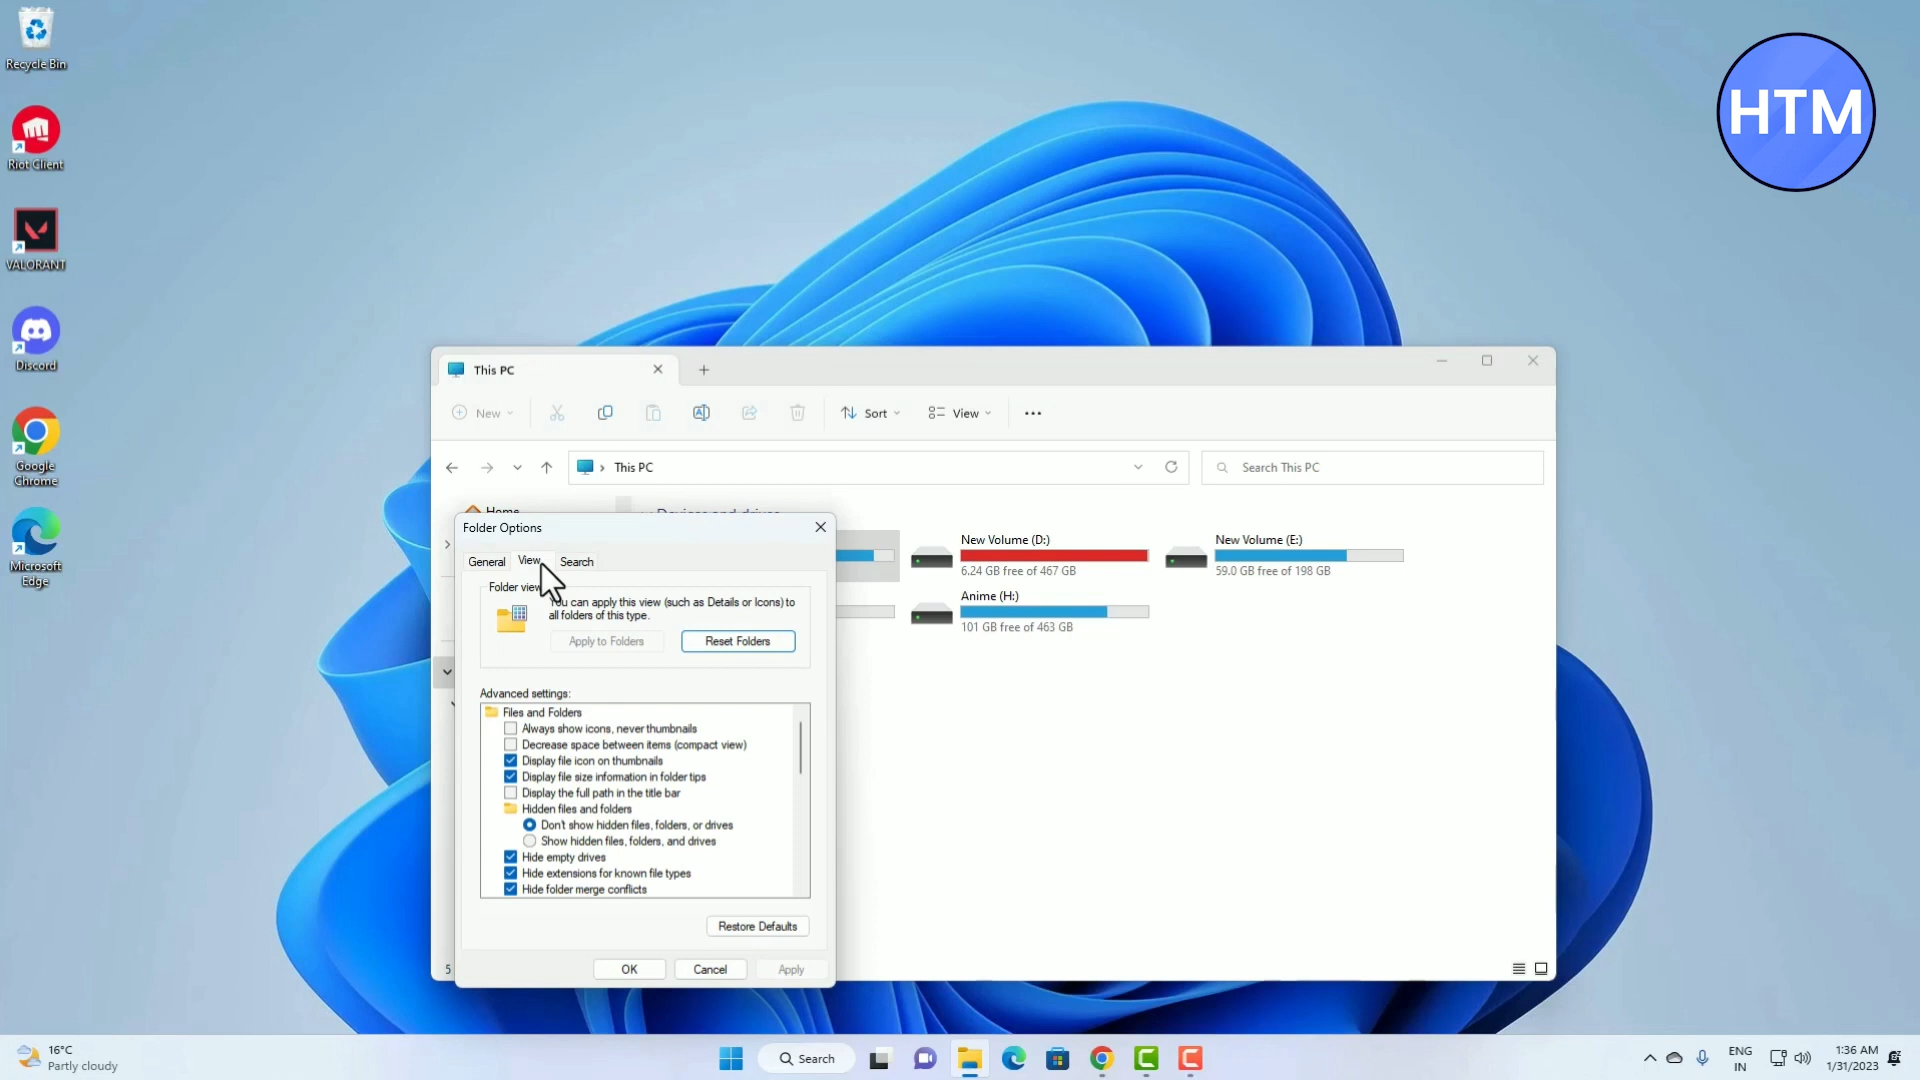 Recycle Bin
Riot Client
VALORANT
Discord
Google
Chrome
Microsoft
Edge
HTM
This PC
New
Sort
View
This PC
Search This PC
Home
Devices and drives
New Volume (D:)
6.24 GB free of 467 GB
New Volume (E:)
59.0 GB free of 198 GB
Anime (H:)
101 GB free of 463 GB
Folder Options
General
View
Search
Folder view
You can apply this view (such as Details or Icons) to
all folders of this type.
Apply to Folders
Reset Folders
Advanced settings:
Files and Folders
Always show icons, never thumbnails
Decrease space between items (compact view)
Display file icon on thumbnails
Display file size information in folder tips
Display the full path in the title bar
Hidden files and folders
Don't show hidden files, folders, or drives
Show hidden files, folders, and drives
Hide empty drives
Hide extensions for known file types
Hide folder merge conflicts
Restore Defaults
OK
Cancel
Apply
5
16°C
Partly cloudy
Search
ENG
IN
1:36 AM
1/31/2023